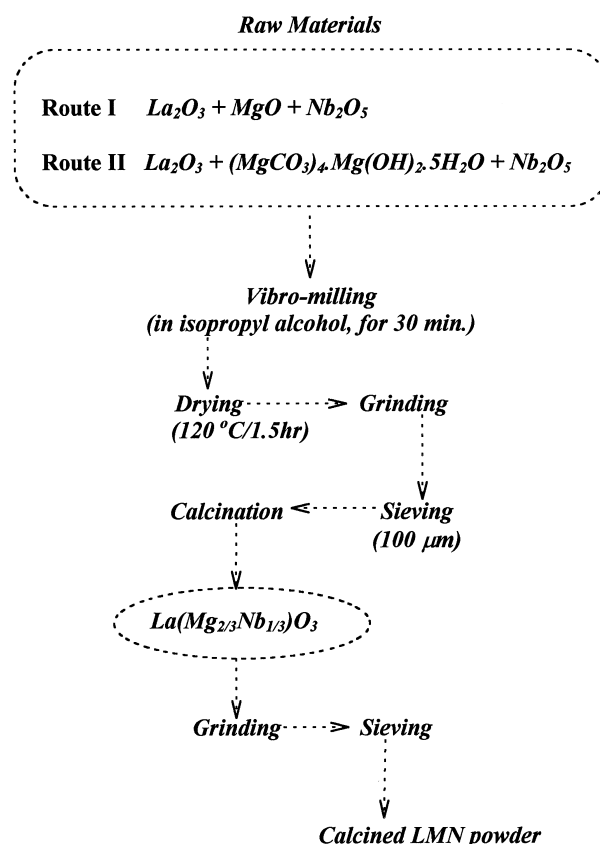 Raw Materials
Route I La₂O₃ + MgO + Nb₂O₅
Route II La₂O₃ + (MgCO₃)₄.Mg(OH)₂.5H₂O + Nb₂O₅
Vibro-milling
(in isopropyl alcohol, for 30 min.)
Drying Grinding
(120 °C/1.5hr)
Calcination Sieving
(100 μm)
La(Mg₂/₃Nb₁/₃)O₃
Grinding Sieving
Calcined LMN powder